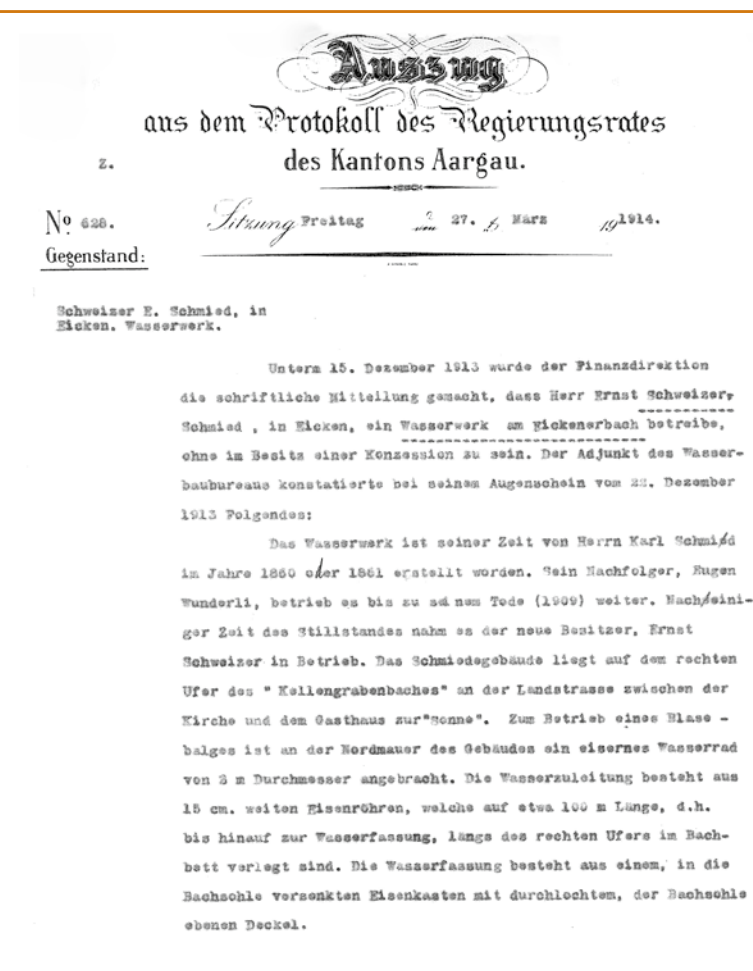 Auszug
aus dem Protokoll des Regierungsrates
des Kantons Aargau.
Z.
Nº 628. Sitzung Freitag 27. März 19 1914.
Gegenstand:
Schweizer E. Schmied, in
Eicken. Wasserwerk.
Unterm 15. Dezember 1913 wurde der Finanzdirektion
die schriftliche Mitteilung gemacht, dass Herr Ernst Schweizer,
Schmied , in Eicken, ein Wasserwerk am Eickenerbach betreibe,
ohne im Besitz einer Konzession zu sein. Der Adjunkt des Wasser-
baubureaus konstatierte bei seinem Augenschein vom 22. Dezember
1913 Folgendes:
Das Wasserwerk ist seiner Zeit von Herrn Karl Schmid
im Jahre 1860 oder 1861 erstellt worden. Sein Nachfolger, Eugen
Wunderli, betrieb es bis zu seinem Tode (1909) weiter. Nach/eini-
ger Zeit des Stillstandes nahm es der neue Besitzer, Ernst
Schweizer in Betrieb. Das Schmiedegebäude liegt auf dem rechten
Ufer des " Kellengrabenbaches" an der Landstrasse zwischen der
Kirche und dem Gasthaus zur"Sonne". Zum Betrieb eines Blase -
balges ist an der Nordmauer des Gebäudes ein eisernes Wasserrad
von 3 m Durchmesser angebracht. Die Wasserzuleitung besteht aus
15 cm. weiten Eisenröhren, welche auf etwa 100 m Länge, d.h.
bis hinauf zur Wasserfassung, längs des rechten Ufers im Bach-
bett verlegt sind. Die Wasserfassung besteht aus einem, in die
Bachsohle versenkten Eisenkasten mit durchlochtem, der Bachsohle
ebenen Deckel.